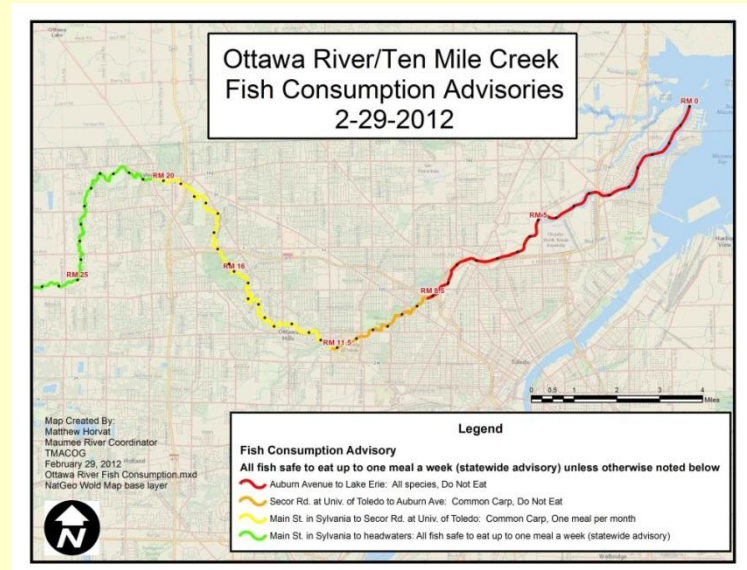 Ottawa River/Ten Mile Creek
Fish Consumption Advisories
2-29-2012
RM 0
RM 20
RM 5
RM 16
RM 25
RM 8.5
RM 11.5
Ottawa
Hills
Toledo
0 0.5 1 2 3 4
Miles
Map Created By:
Matthew Horvat
Maumee River Coordinator
TMACOG
February 29, 2012
Ottawa River Fish Consumption.mxd
NatGeo Wold Map base layer
N
Legend
Fish Consumption Advisory
All fish safe to eat up to one meal a week (statewide advisory) unless otherwise noted below
Auburn Avenue to Lake Erie: All species, Do Not Eat
Secor Rd. at Univ. of Toledo to Auburn Ave: Common Carp, Do Not Eat
Main St. in Sylvania to Secor Rd. at Univ. of Toledo: Common Carp, One meal per month
Main St. in Sylvania to headwaters: All fish safe to eat up to one meal a week (statewide advisory)
Walbridge